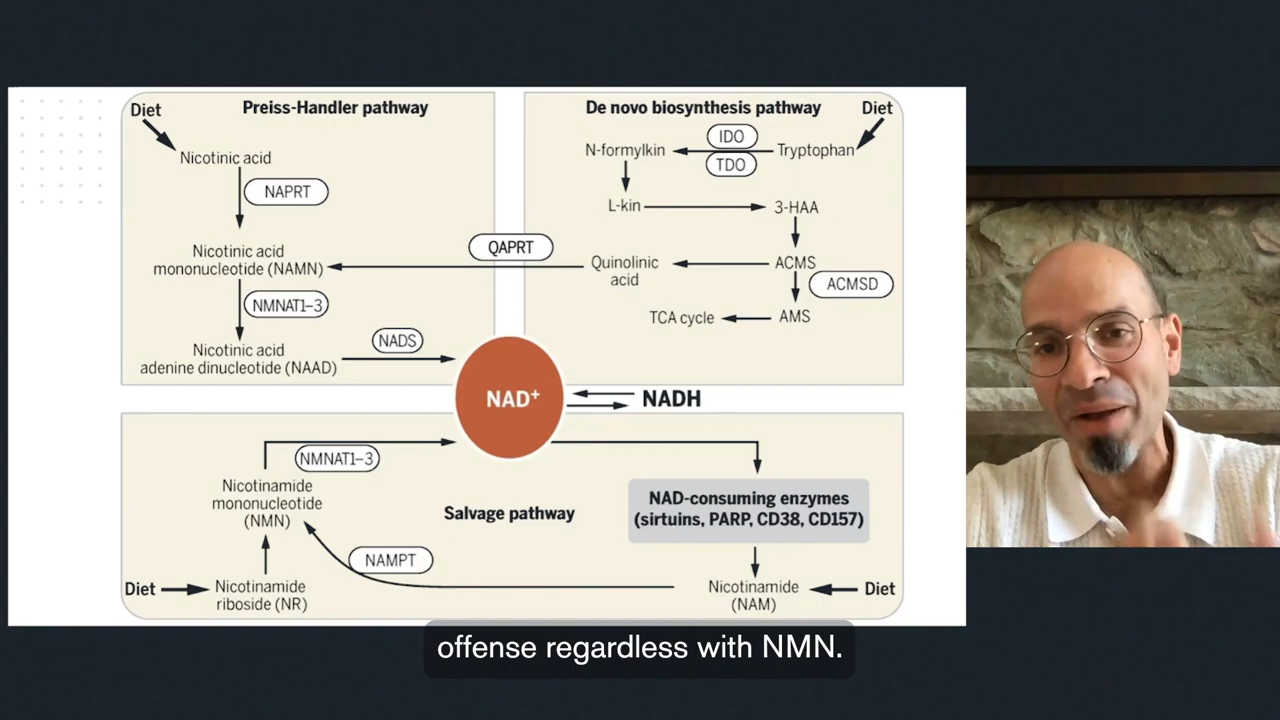 Diet
Preiss-Handler pathway
Nicotinic acid
NAPRT
Nicotinic acid
mononucleotide (NAMN)
NMNAT1–3
Nicotinic acid
adenine dinucleotide (NAAD)
NADS
QAPRT
De novo biosynthesis pathway
Diet
IDO
N-formylkin
Tryptophan
TDO
L-kin
3-HAA
Quinolinic
acid
ACMS
ACMSD
TCA cycle
AMS
NAD+
NADH
NMNAT1–3
Nicotinamide
mononucleotide
(NMN)
Salvage pathway
NAD-consuming enzymes
(sirtuins, PARP, CD38, CD157)
NAMPT
Diet
Nicotinamide
riboside (NR)
Nicotinamide
(NAM)
Diet
offense regardless with NMN.